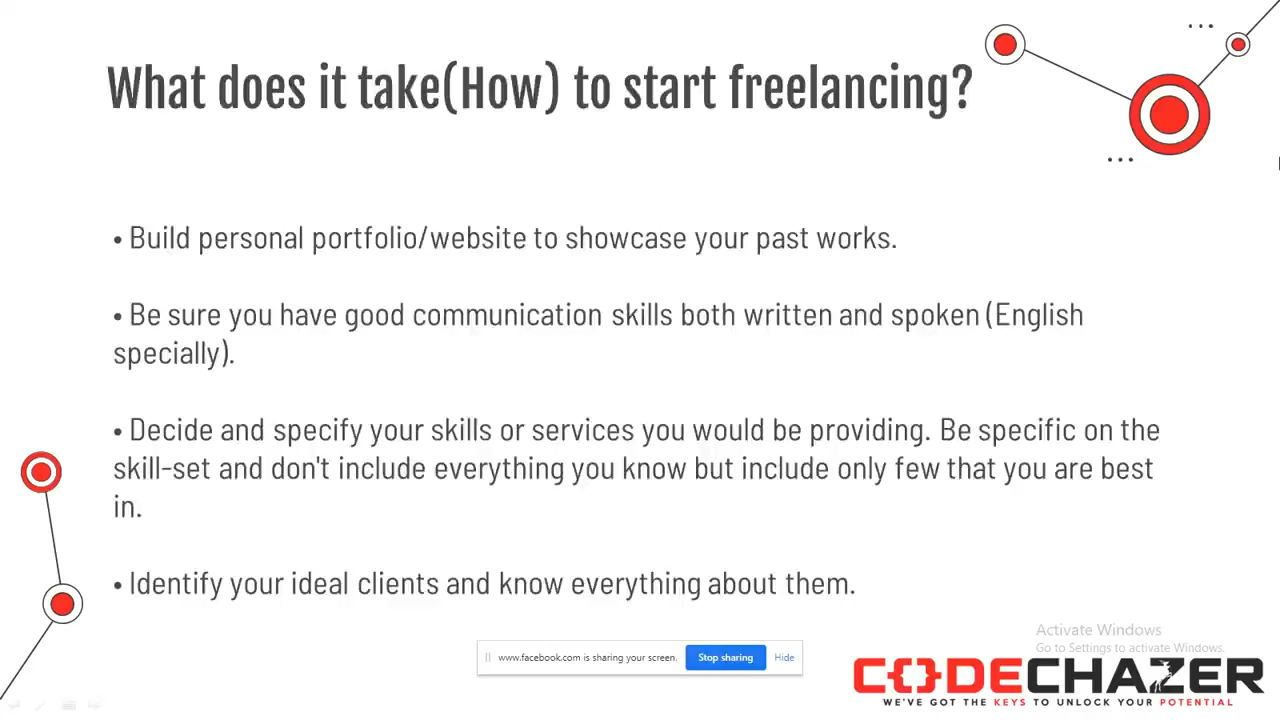 What does it take(How) to start freelancing?
• Build personal portfolio/website to showcase your past works.
• Be sure you have good communication skills both written and spoken (English
specially).
• Decide and specify your skills or services you would be providing. Be specific on the
skill-set and don't include everything you know but include only few that you are best
in.
• Identify your ideal clients and know everything about them.
Activate Windows
Go to Settings to activate Windows.
www.facebook.com is sharing your screen. Stop sharing Hide
CODECHAZER
WE'VE GOT THE KEYS TO UNLOCK YOUR POTENTIAL